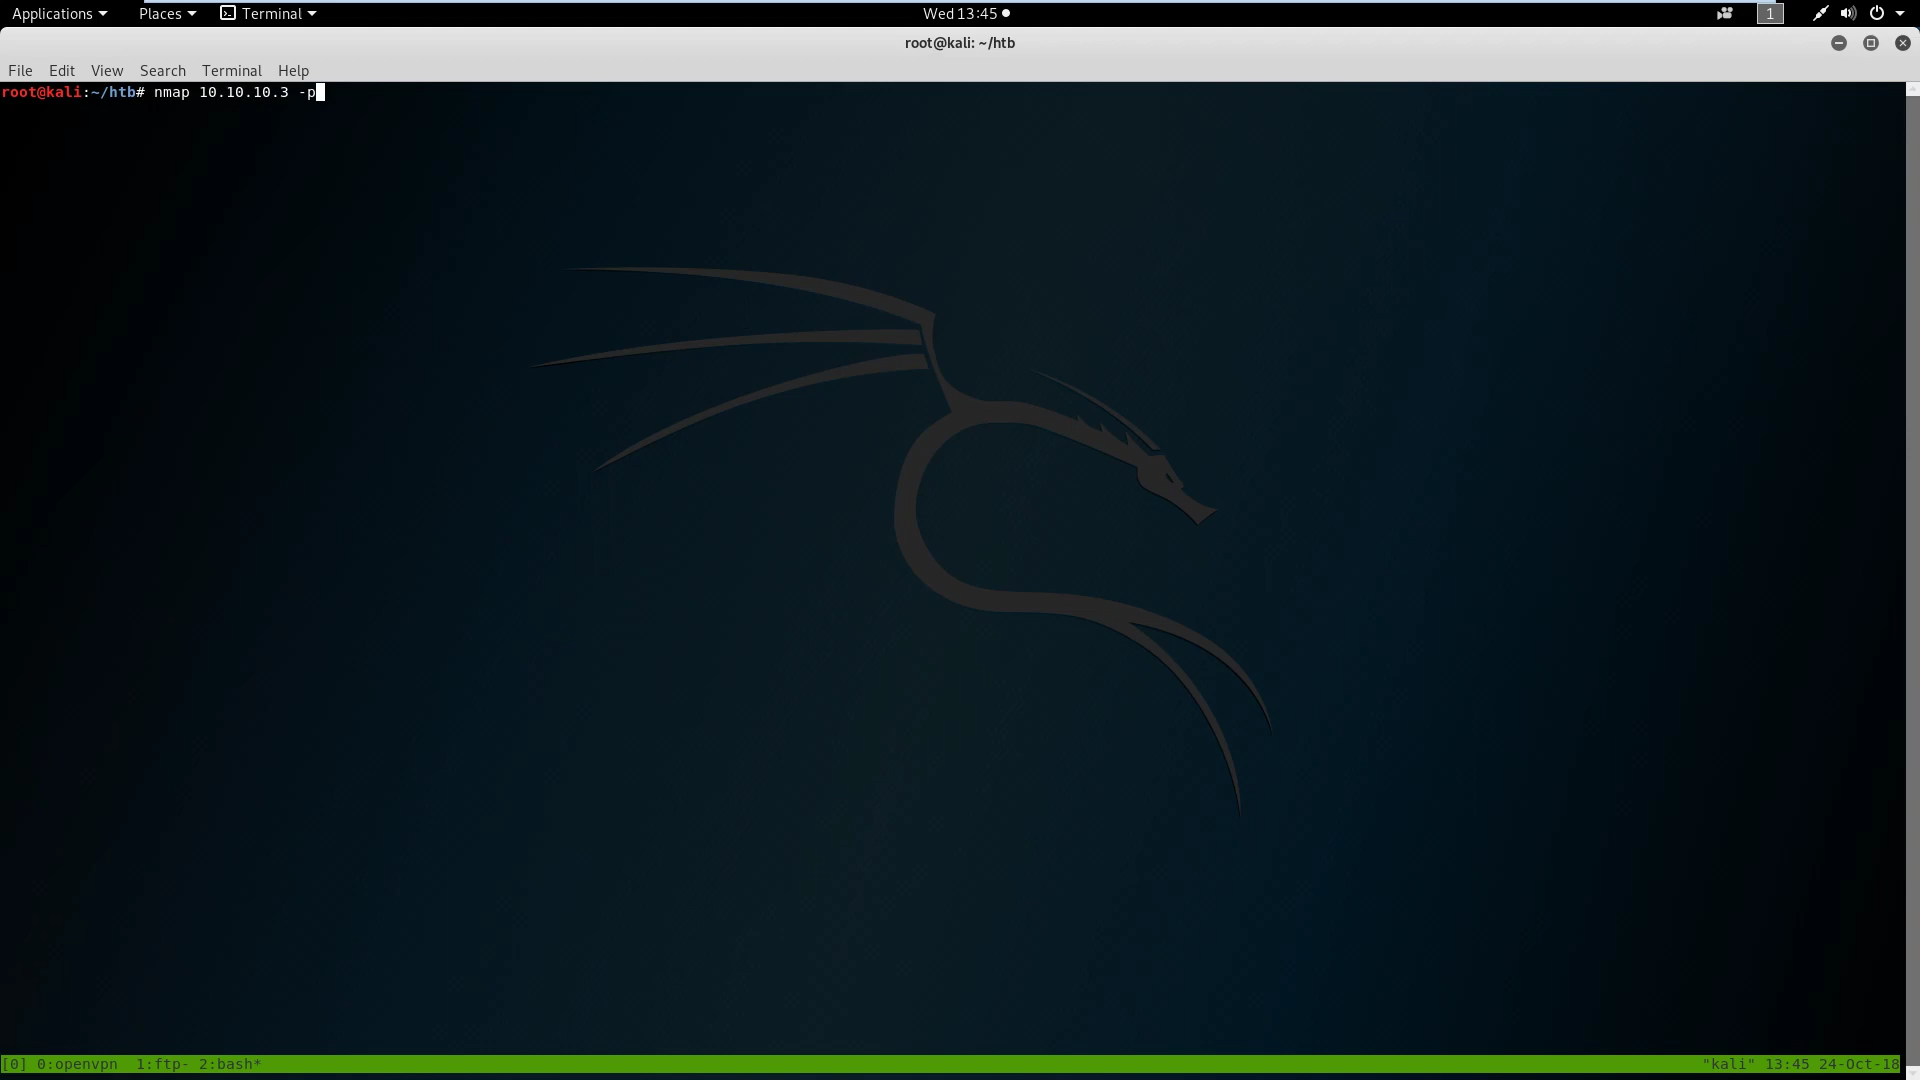 Applications Places Terminal Wed 13:45 1
root@kali: ~/htb
File Edit View Search Terminal Help
root@kali:~/htb# nmap 10.10.10.3 -p
[0] 0:openvpn 1:ftp- 2:bash* "kali" 13:45 24-Oct-18